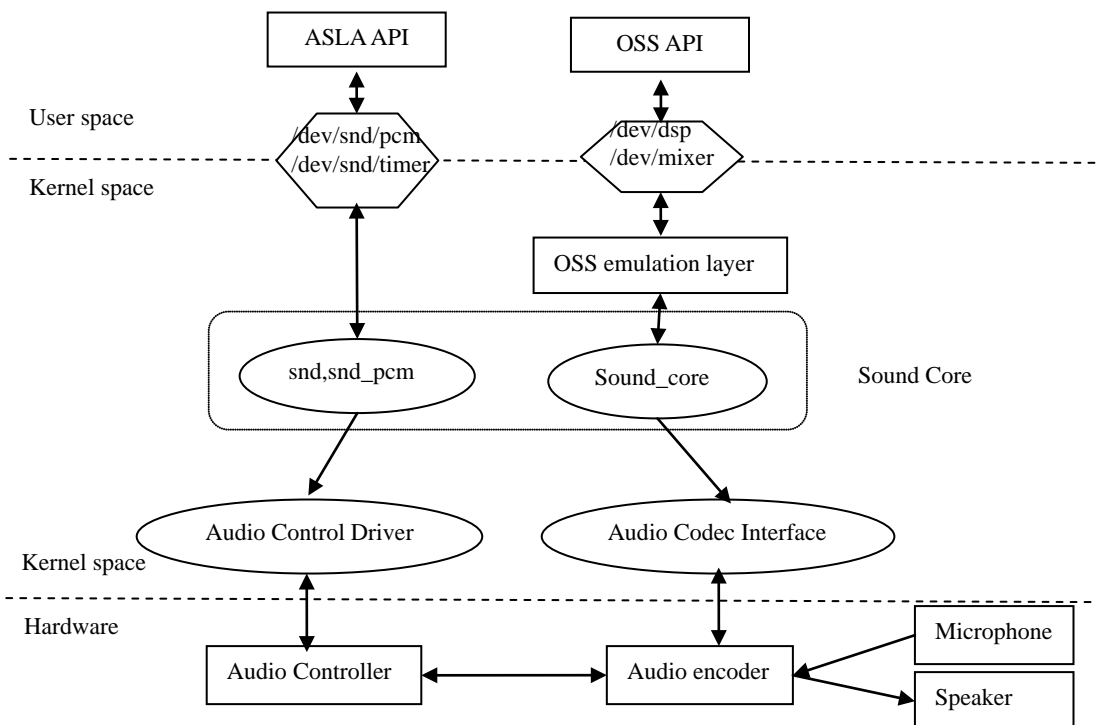 ASLA API
OSS API
User space
/dev/snd/pcm
/dev/snd/timer
/dev/dsp
/dev/mixer
Kernel space
OSS emulation layer
snd,snd_pcm
Sound_core
Sound Core
Audio Control Driver
Audio Codec Interface
Kernel space
Hardware
Audio Controller
Audio encoder
Microphone
Speaker